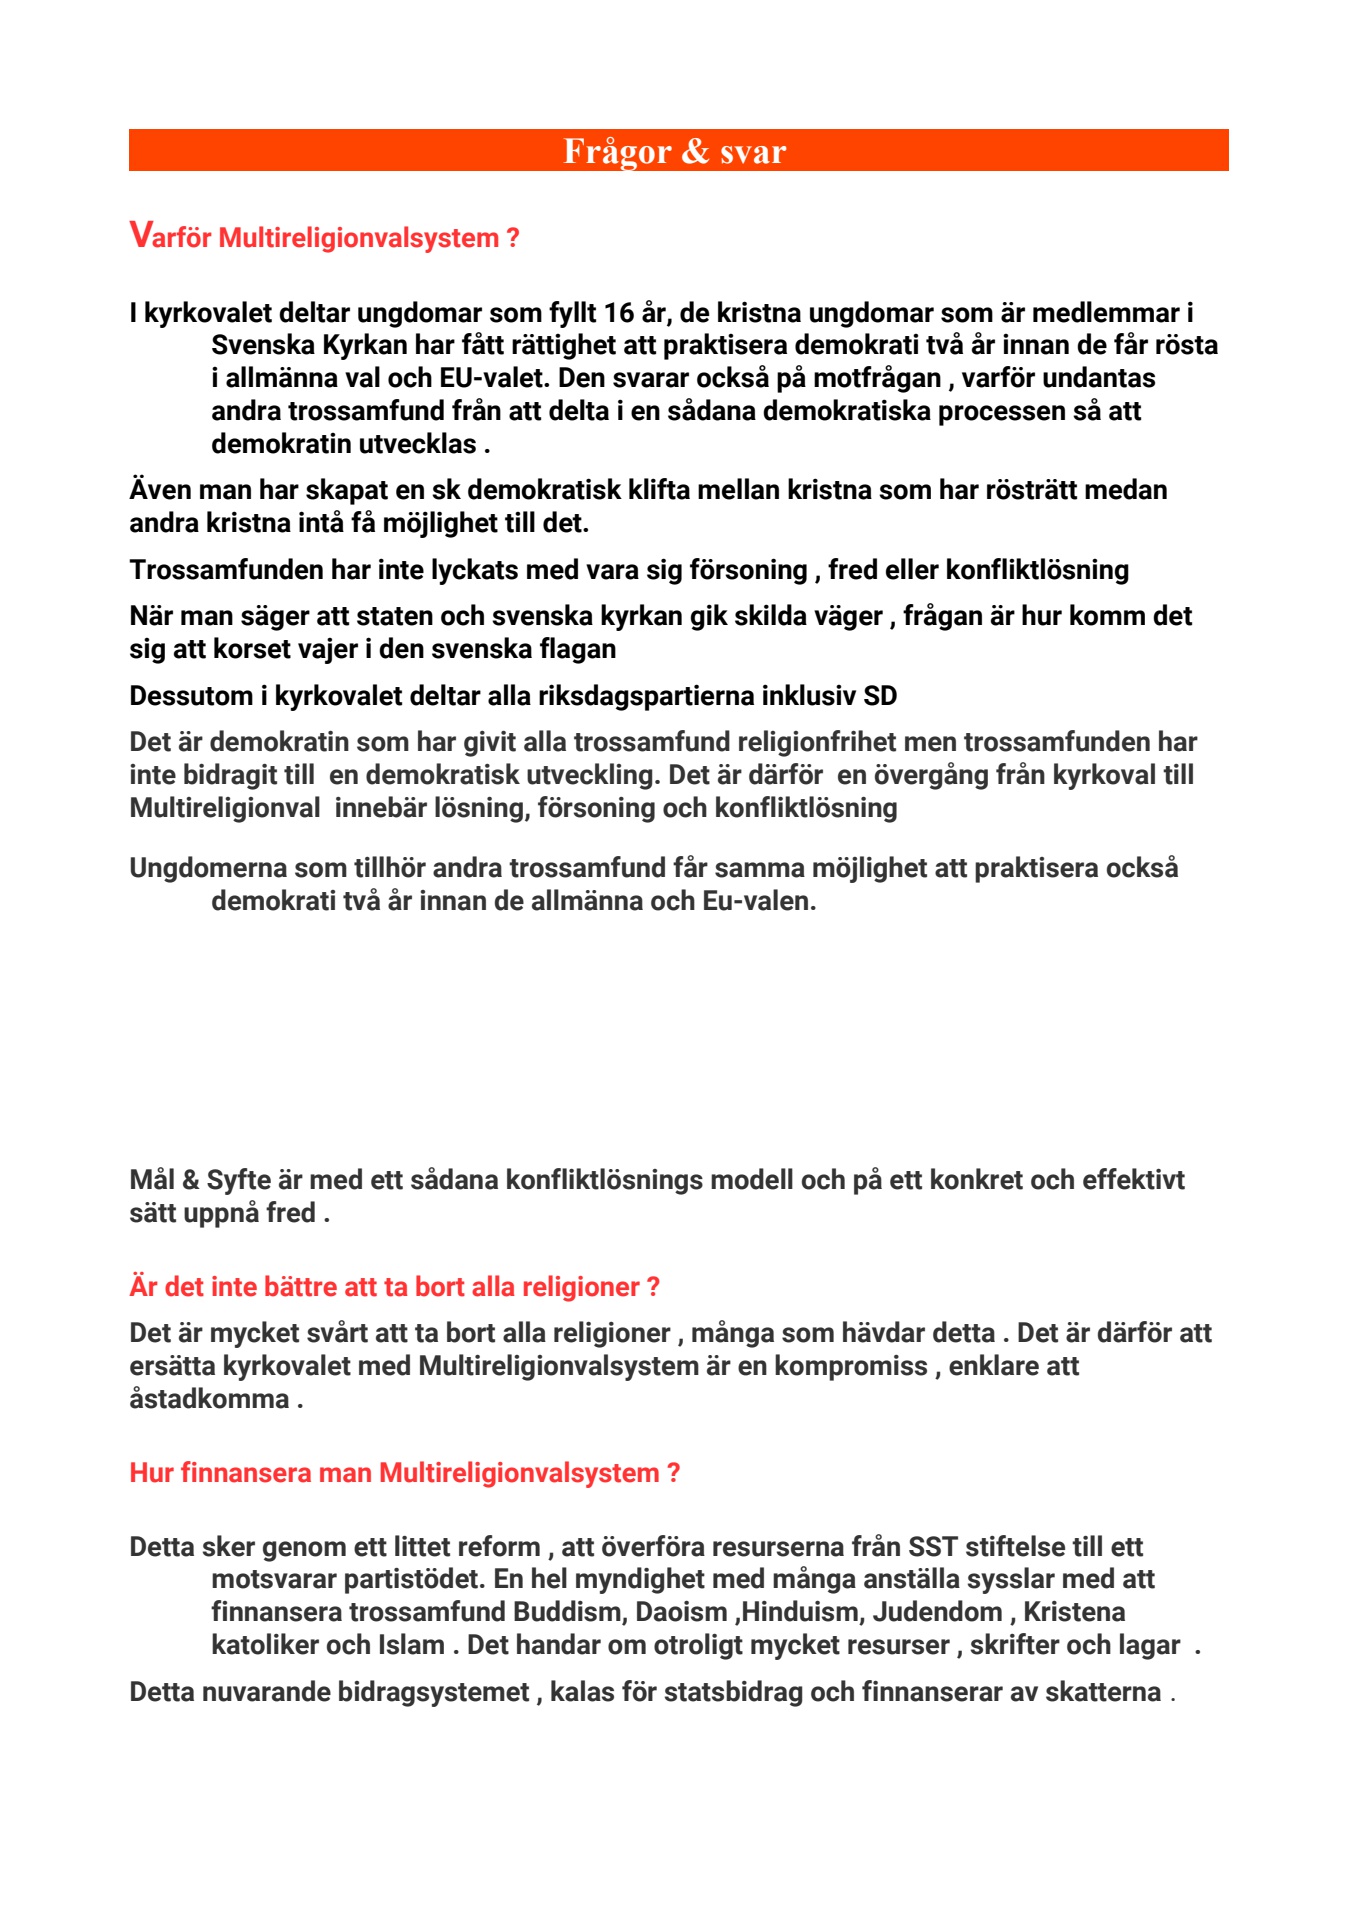 Frågor & svar
Varför Multireligionvalsystem ?
I kyrkovalet deltar ungdomar som fyllt 16 år, de kristna ungdomar som är medlemmar i
Svenska Kyrkan har fått rättighet att praktisera demokrati två år innan de får rösta
i allmänna val och EU-valet. Den svarar också på motfrågan , varför undantas
andra trossamfund från att delta i en sådana demokratiska processen så att
demokratin utvecklas .
Även man har skapat en sk demokratisk klifta mellan kristna som har rösträtt medan
andra kristna intå få möjlighet till det.
Trossamfunden har inte lyckats med vara sig försoning , fred eller konfliktlösning
När man säger att staten och svenska kyrkan gik skilda väger , frågan är hur komm det
sig att korset vajer i den svenska flagan
Dessutom i kyrkovalet deltar alla riksdagspartierna inklusiv SD
Det är demokratin som har givit alla trossamfund religionfrihet men trossamfunden har
inte bidragit till  en demokratisk utveckling. Det är därför  en övergång från kyrkoval till
Multireligionval  innebär lösning, försoning och konfliktlösning
Ungdomerna som tillhör andra trossamfund får samma möjlighet att praktisera också
demokrati två år innan de allmänna och Eu-valen.
Mål & Syfte är med ett sådana konfliktlösnings modell och på ett konkret och effektivt
sätt uppnå fred .
Är det inte bättre att ta bort alla religioner ?
Det är mycket svårt att ta bort alla religioner , många som hävdar detta . Det är därför att
ersätta kyrkovalet med Multireligionvalsystem är en kompromiss , enklare att
åstadkomma .
Hur finnansera man Multireligionvalsystem ?
Detta sker genom ett littet reform , att överföra resurserna från SST stiftelse till ett
motsvarar partistödet. En hel myndighet med många anställa sysslar med att
finnansera trossamfund Buddism, Daoism ,Hinduism, Judendom , Kristena
katoliker och Islam . Det handar om otroligt mycket resurser , skrifter och lagar  .
Detta nuvarande bidragsystemet , kalas för statsbidrag och finnanserar av skatterna .